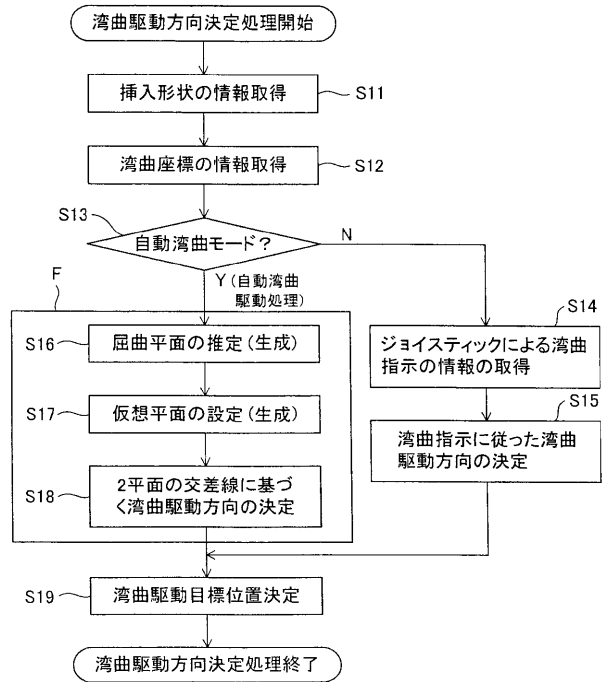 湾曲駆動方向決定処理開始
挿入形状の情報取得
S11
湾曲座標の情報取得
S12
S13
自動湾曲モード?
N
Y(自動湾曲
駆動処理)
F
S16
屈曲平面の推定(生成)
S17
仮想平面の設定(生成)
S18
2平面の交差線に基づ
く湾曲駆動方向の決定
S14
ジョイスティックによる湾曲
指示の情報の取得
S15
湾曲指示に従った湾曲
駆動方向の決定
S19
湾曲駆動目標位置決定
湾曲駆動方向決定処理終了